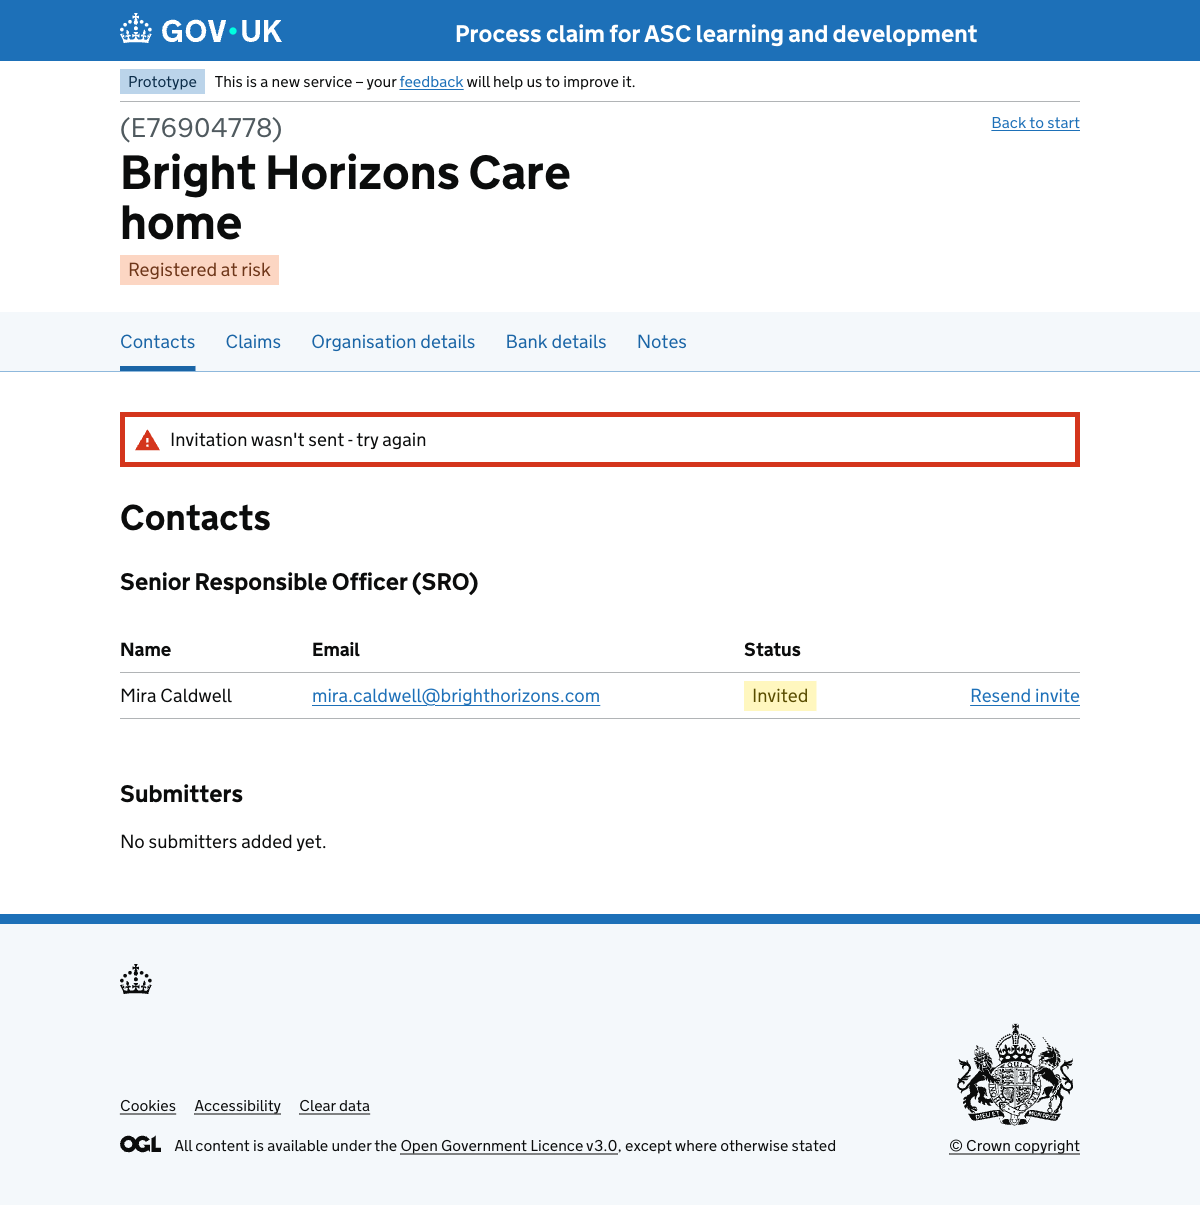 GOV•UK
Process claim for ASC learning and development
Prototype This is a new service – your feedback will help us to improve it.
(E76904778)
Back to start
Bright Horizons Care
home
Registered at risk
Contacts Claims Organisation details Bank details Notes
Invitation wasn't sent - try again
Contacts
Senior Responsible Officer (SRO)
Name Email Status
Mira Caldwell mira.caldwell@brighthorizons.com Invited Resend invite
Submitters
No submitters added yet.
DIEU ET MON DROIT
Cookies Accessibility Clear data
OGL All content is available under the Open Government Licence v3.0, except where otherwise stated
© Crown copyright